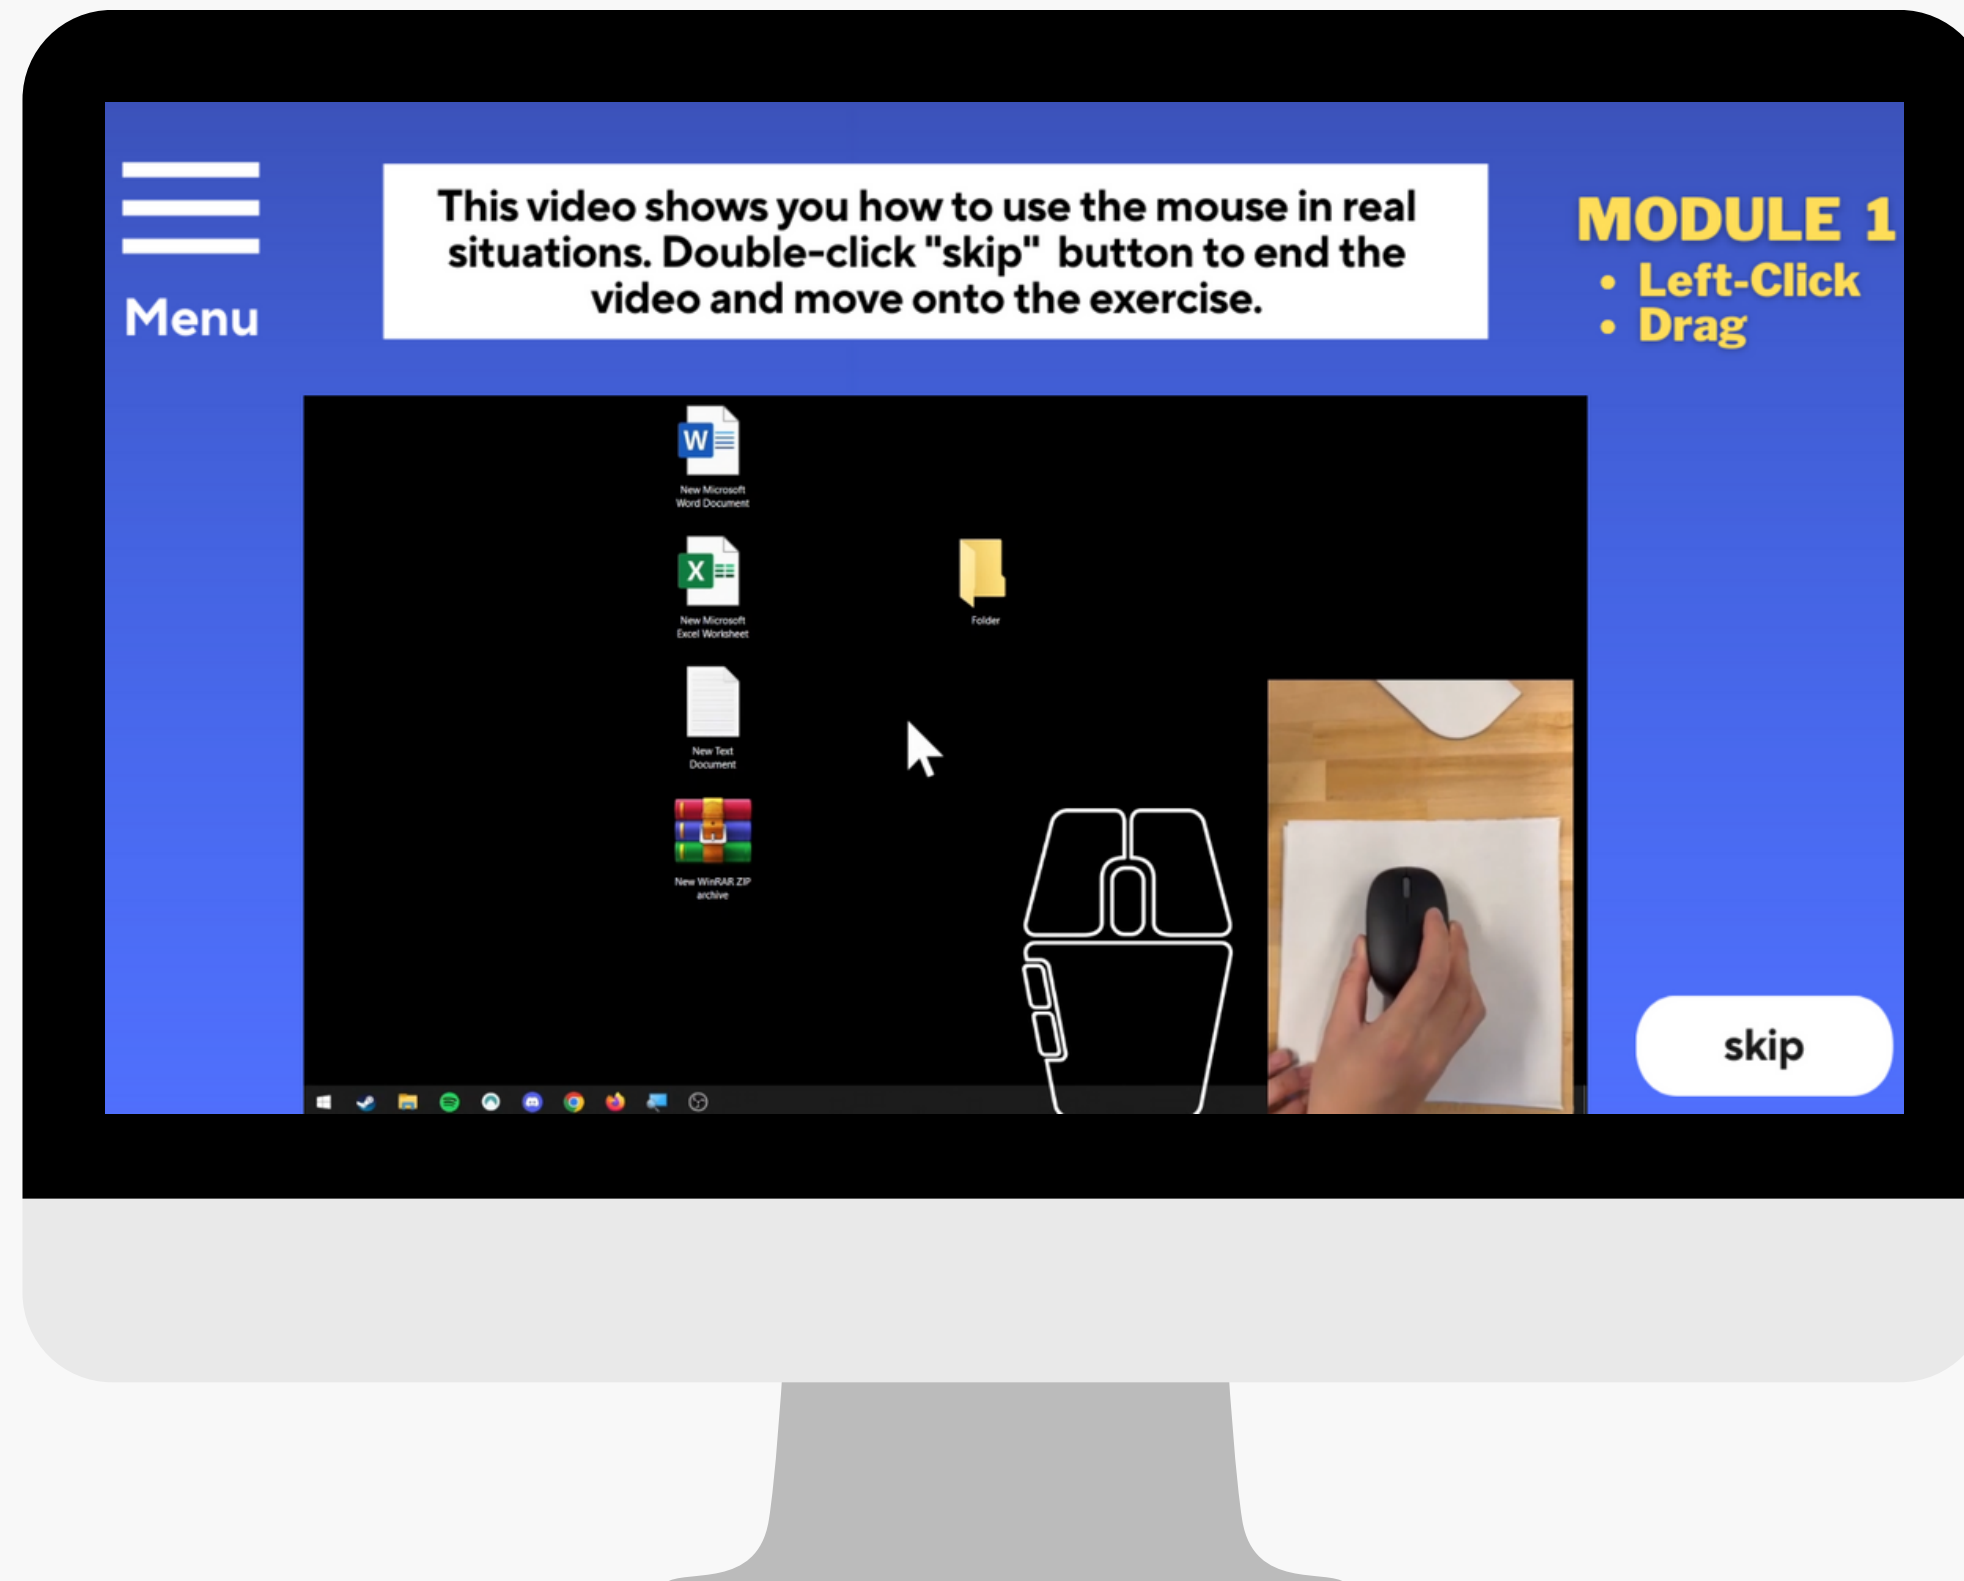 Menu
This video shows you how to use the mouse in real
situations. Double-click "skip" button to end the
video and move onto the exercise.
MODULE 1
• Left-Click
• Drag
W
New Microsoft
Word Document
X
New Microsoft
Excel Worksheet
Folder
New Text
Document
New WinRAR ZIP
archive
skip